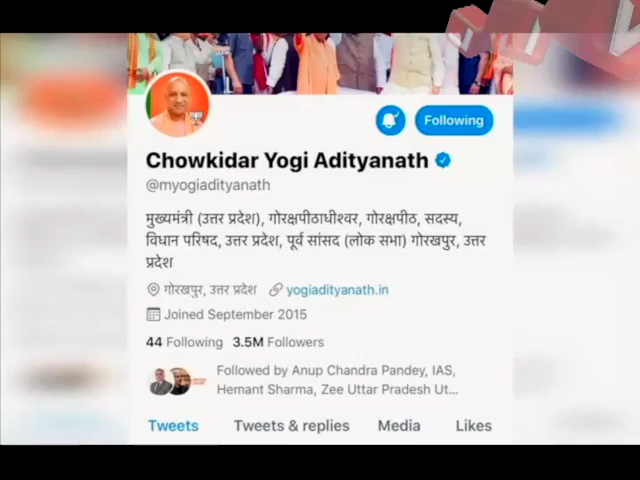 Following
Chowkidar Yogi Adityanath
@myogiadityanath
मुख्यमंत्री (उत्तर प्रदेश), गोरक्षपीठाधीश्वर, गोरक्षपीठ, सदस्य,
विधान परिषद, उत्तर प्रदेश, पूर्व सांसद (लोक सभा) गोरखपुर, उत्तर
प्रदेश
गोरखपुर, उत्तर प्रदेश yogiadityanath.in
Joined September 2015
44 Following 3.5M Followers
Followed by Anup Chandra Pandey, IAS,
Hemant Sharma, Zee Uttar Pradesh Ut...
Tweets Tweets & replies Media Likes